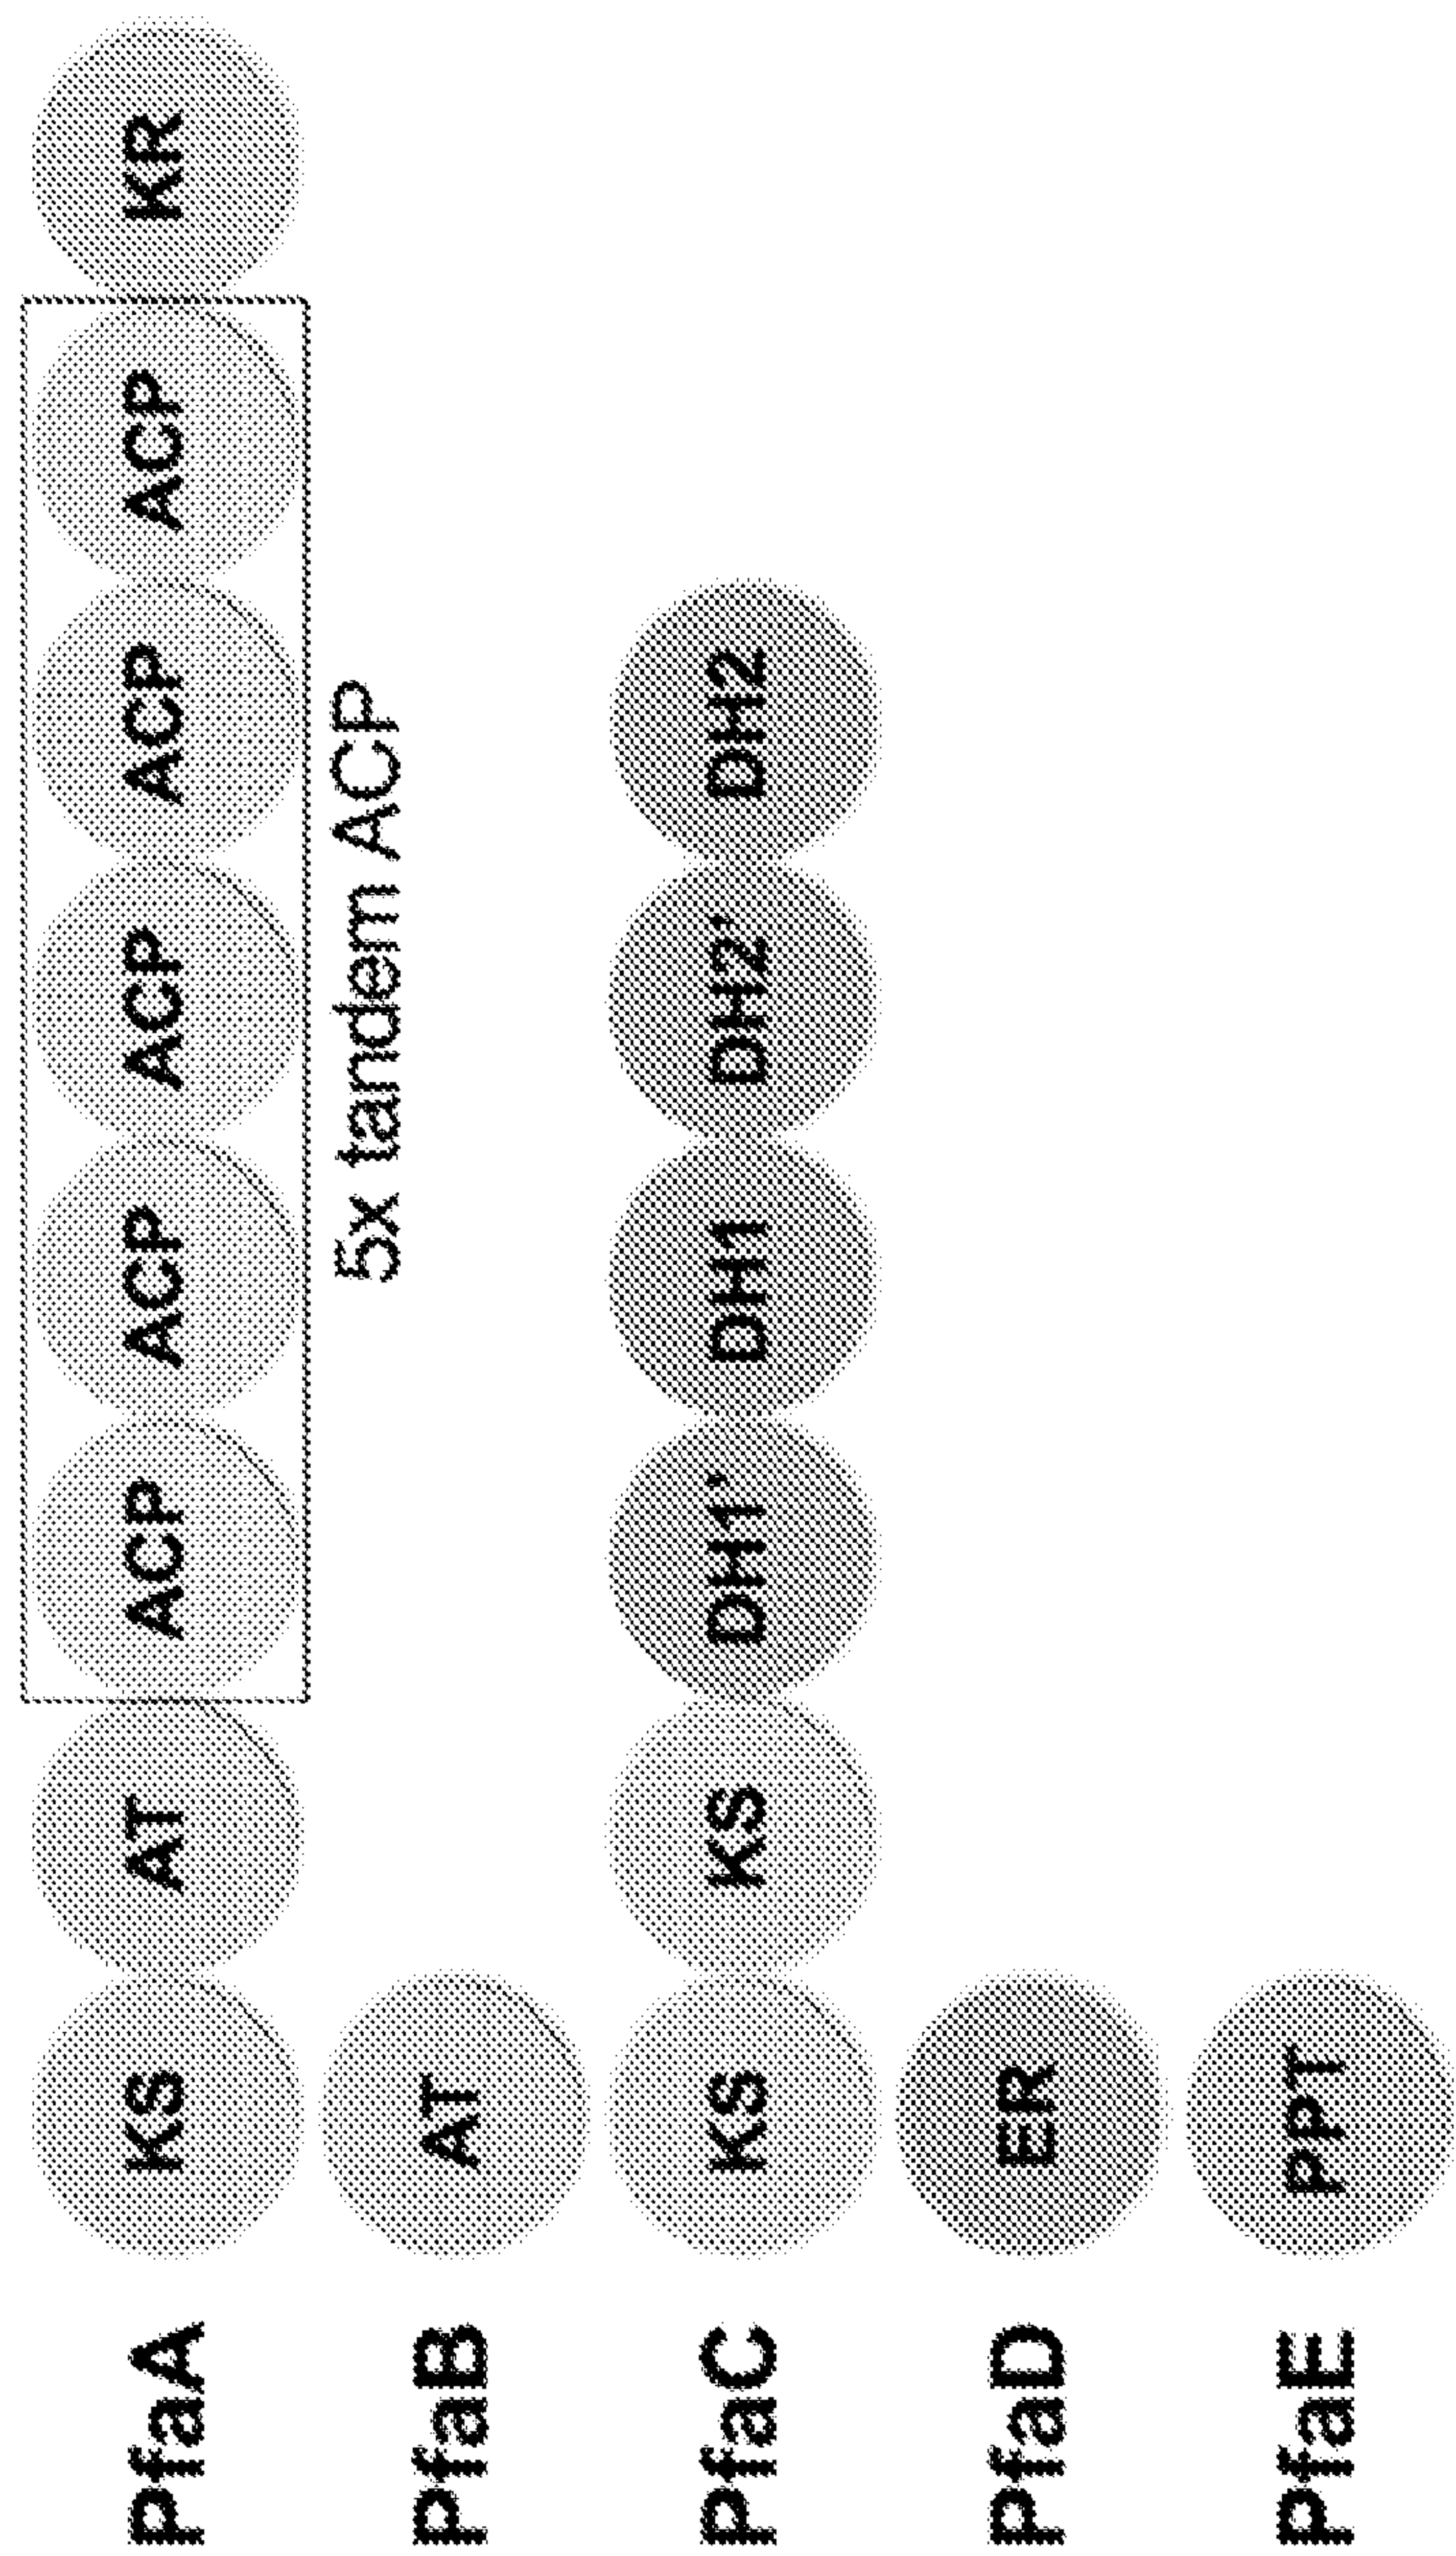 PfaA KS AT ACP ACP ACP ACP ACP KR
5x tandem ACP
PfaB AT
PfaC KS KS DH1' DH1 DH2' DH2
PfaD ER
PfaE PPT